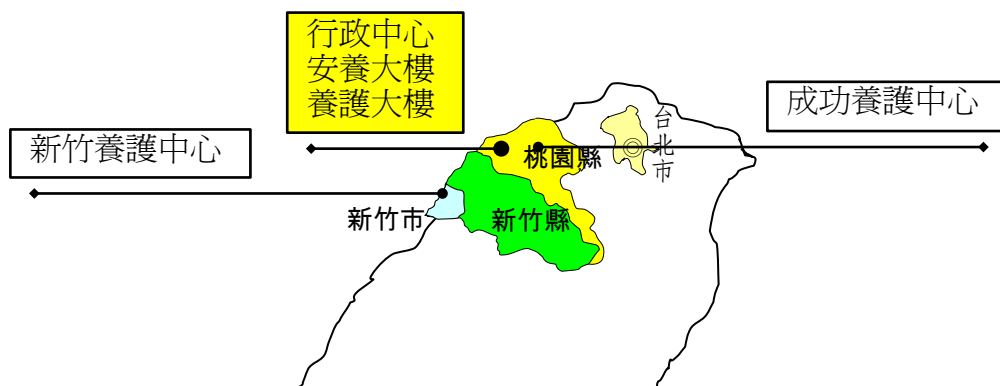 行政中心
安養大樓
養護大樓
成功養護中心
新竹養護中心
台北市
桃園縣
新竹市
新竹縣